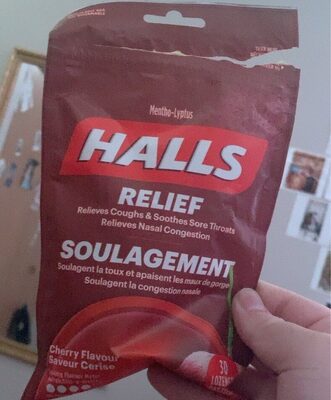 Mentho-Lyptus
HALLS
RELIEF
Relieves Coughs & Soothes Sore Throats
Relieves Nasal Congestion
SOULAGEMENT
Soulagent la toux et apaisent les maux de gorge
Soulagent la congestion nasale
Cherry Flavour
Saveur Cerise
30